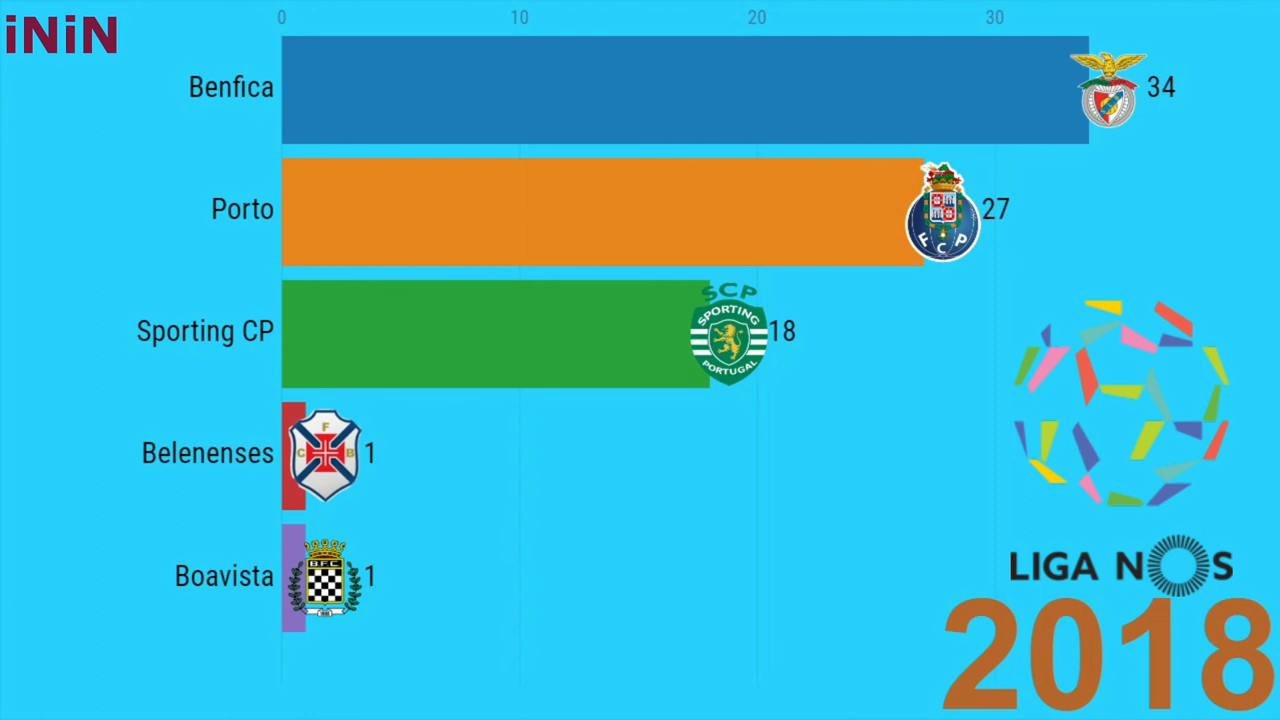 iNiN
0 10 20 30
Benfica 34
Porto 27
FCP
SCP
Sporting CP 18
SPORTING
PORTUGAL
Belenenses 1
F
C B
Boavista 1
B.F.C
LIGA NOS
2018